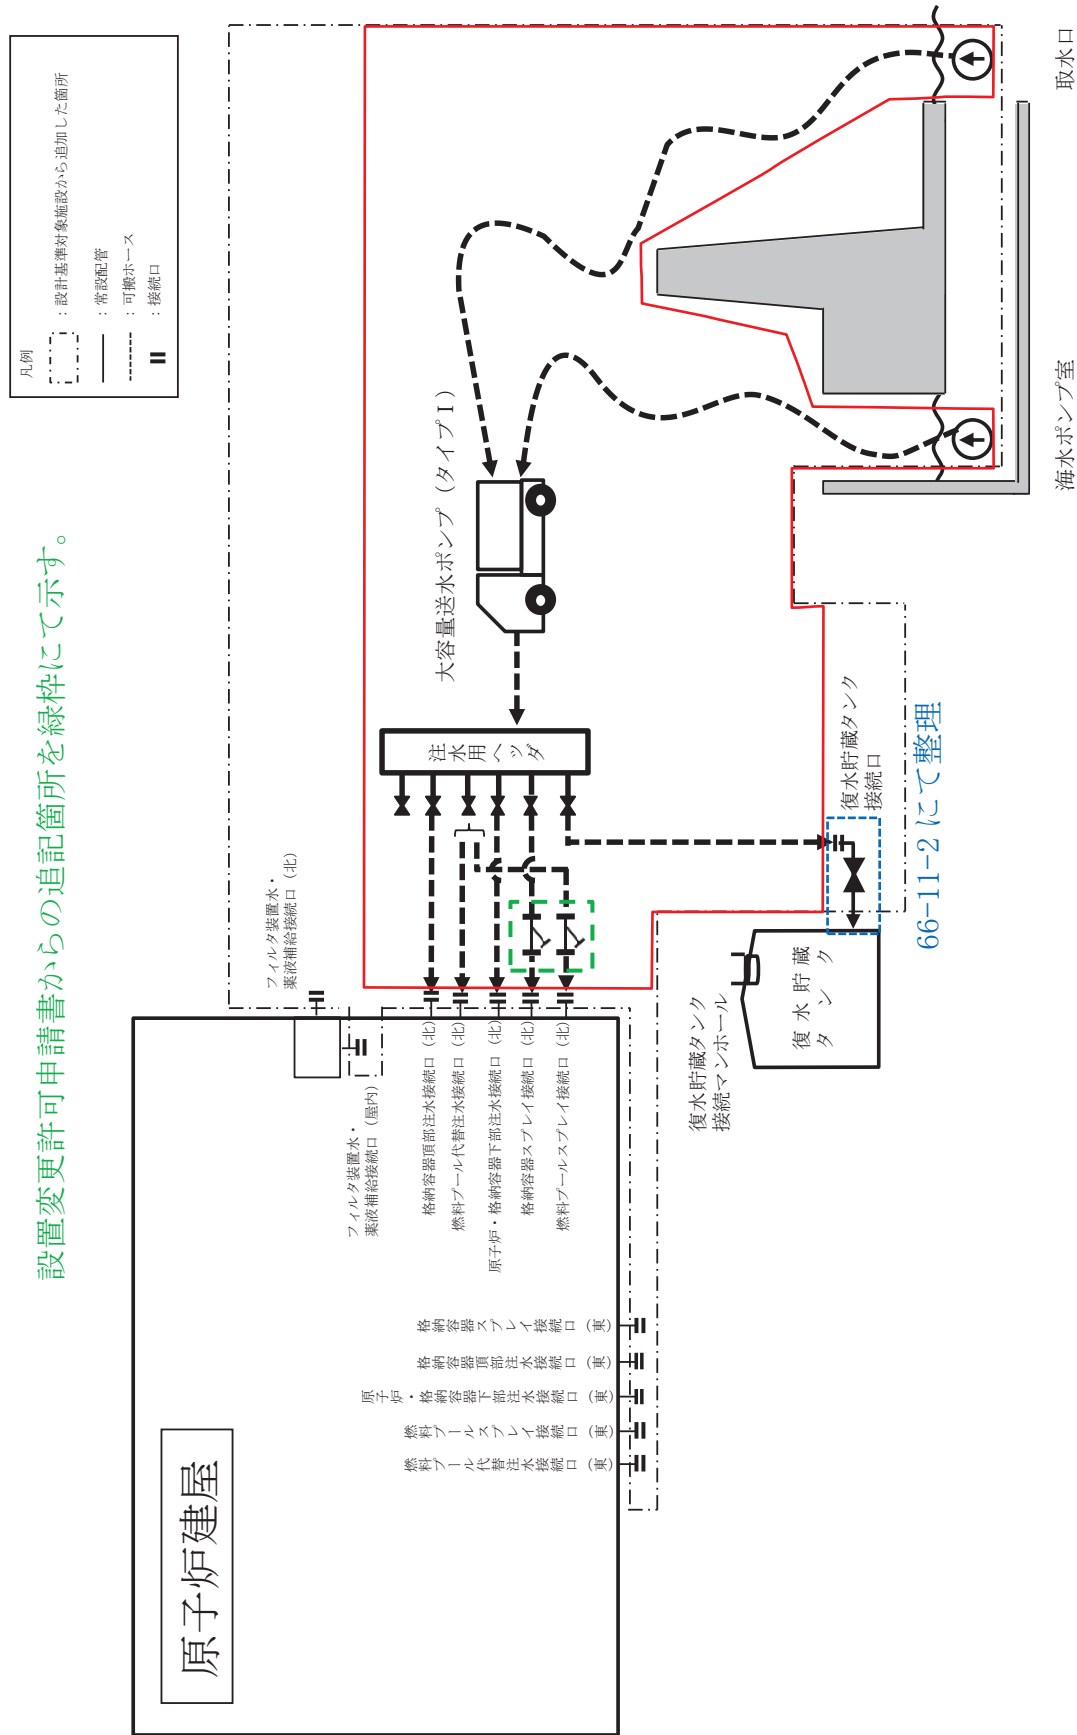 設置変更許可申請書からの追記箇所を緑枠にて示す。
凡例
：設計基準対象施設から追加した箇所
：常設配管
：可搬ホース
：接続口
原子炉建屋
フィルタ装置水・
薬液補給接続口（北）
フィルタ装置水・
薬液補給接続口（屋内）
格納容器頂部注水接続口（北）
燃料プール代替注水接続口（北）
原子炉・格納容器下部注水接続口（北）
格納容器スプレイ接続口（北）
燃料プールスプレイ接続口（北）
燃料プール代替注水接続口（東）
燃料プールスプレイ接続口（東）
原子炉・格納容器下部注水接続口（東）
格納容器頂部注水接続口（東）
格納容器スプレイ接続口（東）
注水用ヘッダ
大容量送水ポンプ（タイプⅠ）
復水貯蔵タンク
接続マンホール
復水貯蔵
タンク
復水貯蔵タンク
接続口
66-11-2にて整理
海水ポンプ室
取水口